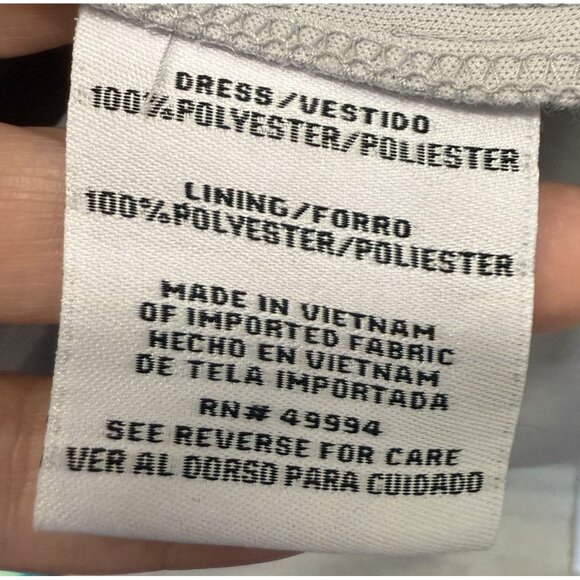 DRESS/VESTIDO
100%POLYESTER/POLIESTER
LINING/FORRO
100%POLYESTER/POLIESTER
MADE IN VIETNAM
OF IMPORTED FABRIC
HECHO EN VIETNAM
DE TELA IMPORTADA
RN# 49994
SEE REVERSE FOR CARE
VER AL DORSO PARA CUIDADO